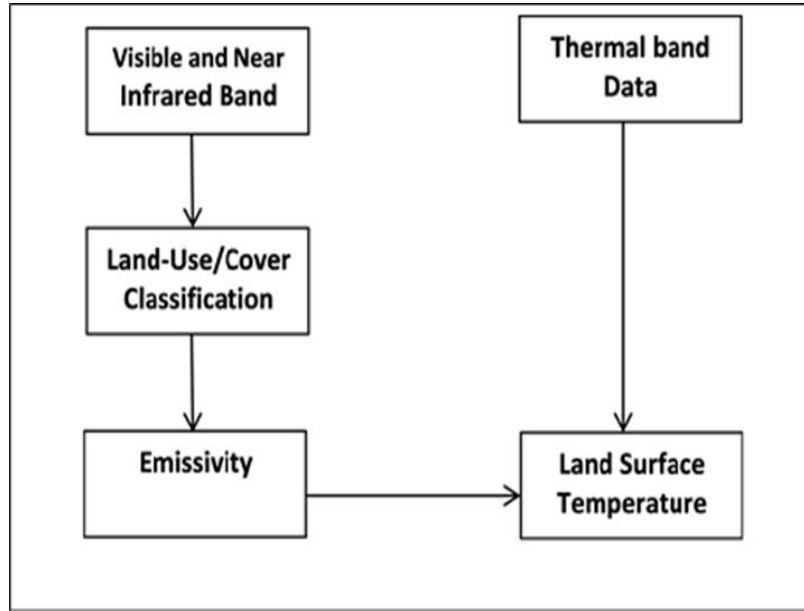 Visible and Near
Infrared Band
Thermal band
Data
Land-Use/Cover
Classification
Emissivity
Land Surface
Temperature